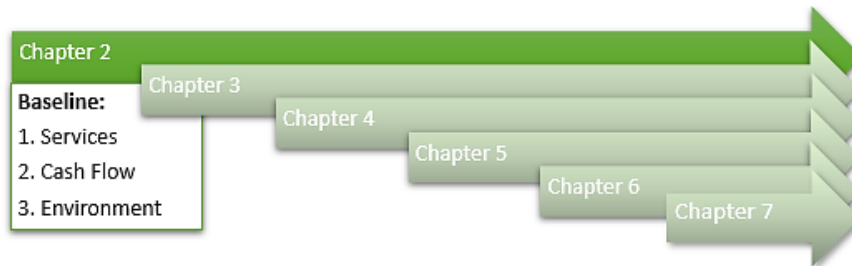 Chapter 2
Chapter 3
Baseline:
1. Services
2. Cash Flow
3. Environment
Chapter 4
Chapter 5
Chapter 6
Chapter 7